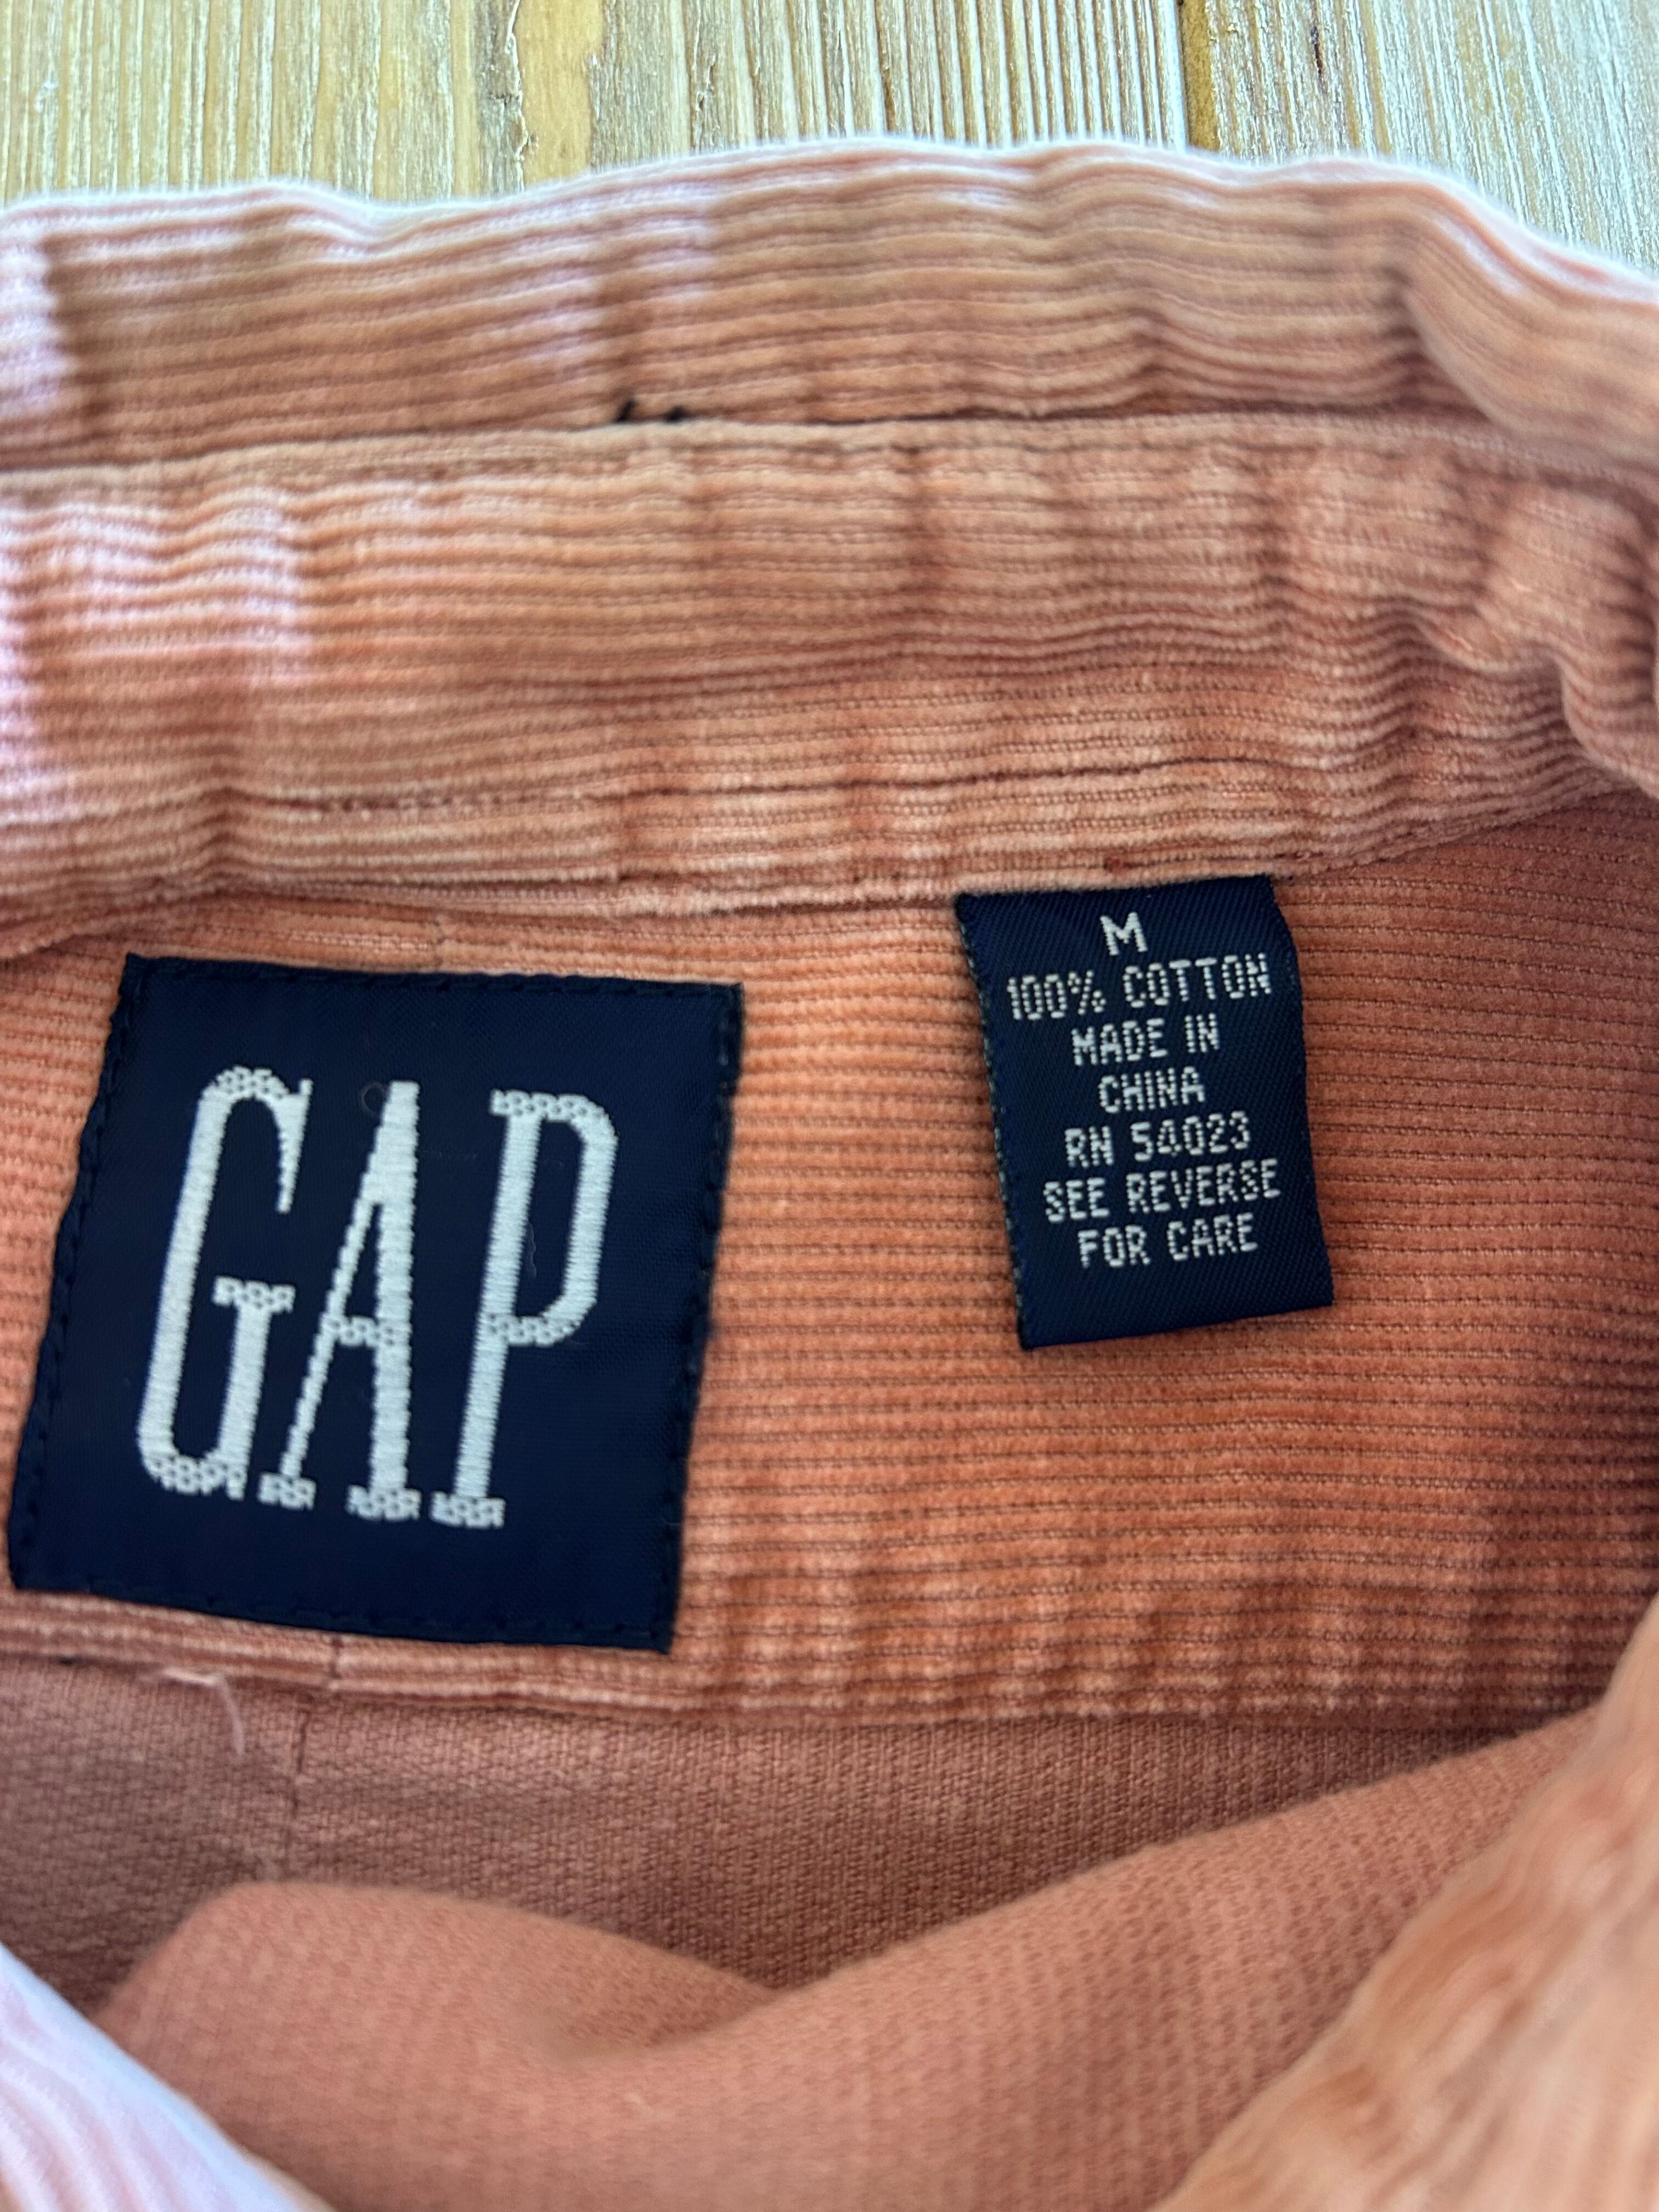 GAP
M
100% COTTON
MADE IN
CHINA
RN 54023
SEE REVERSE
FOR CARE